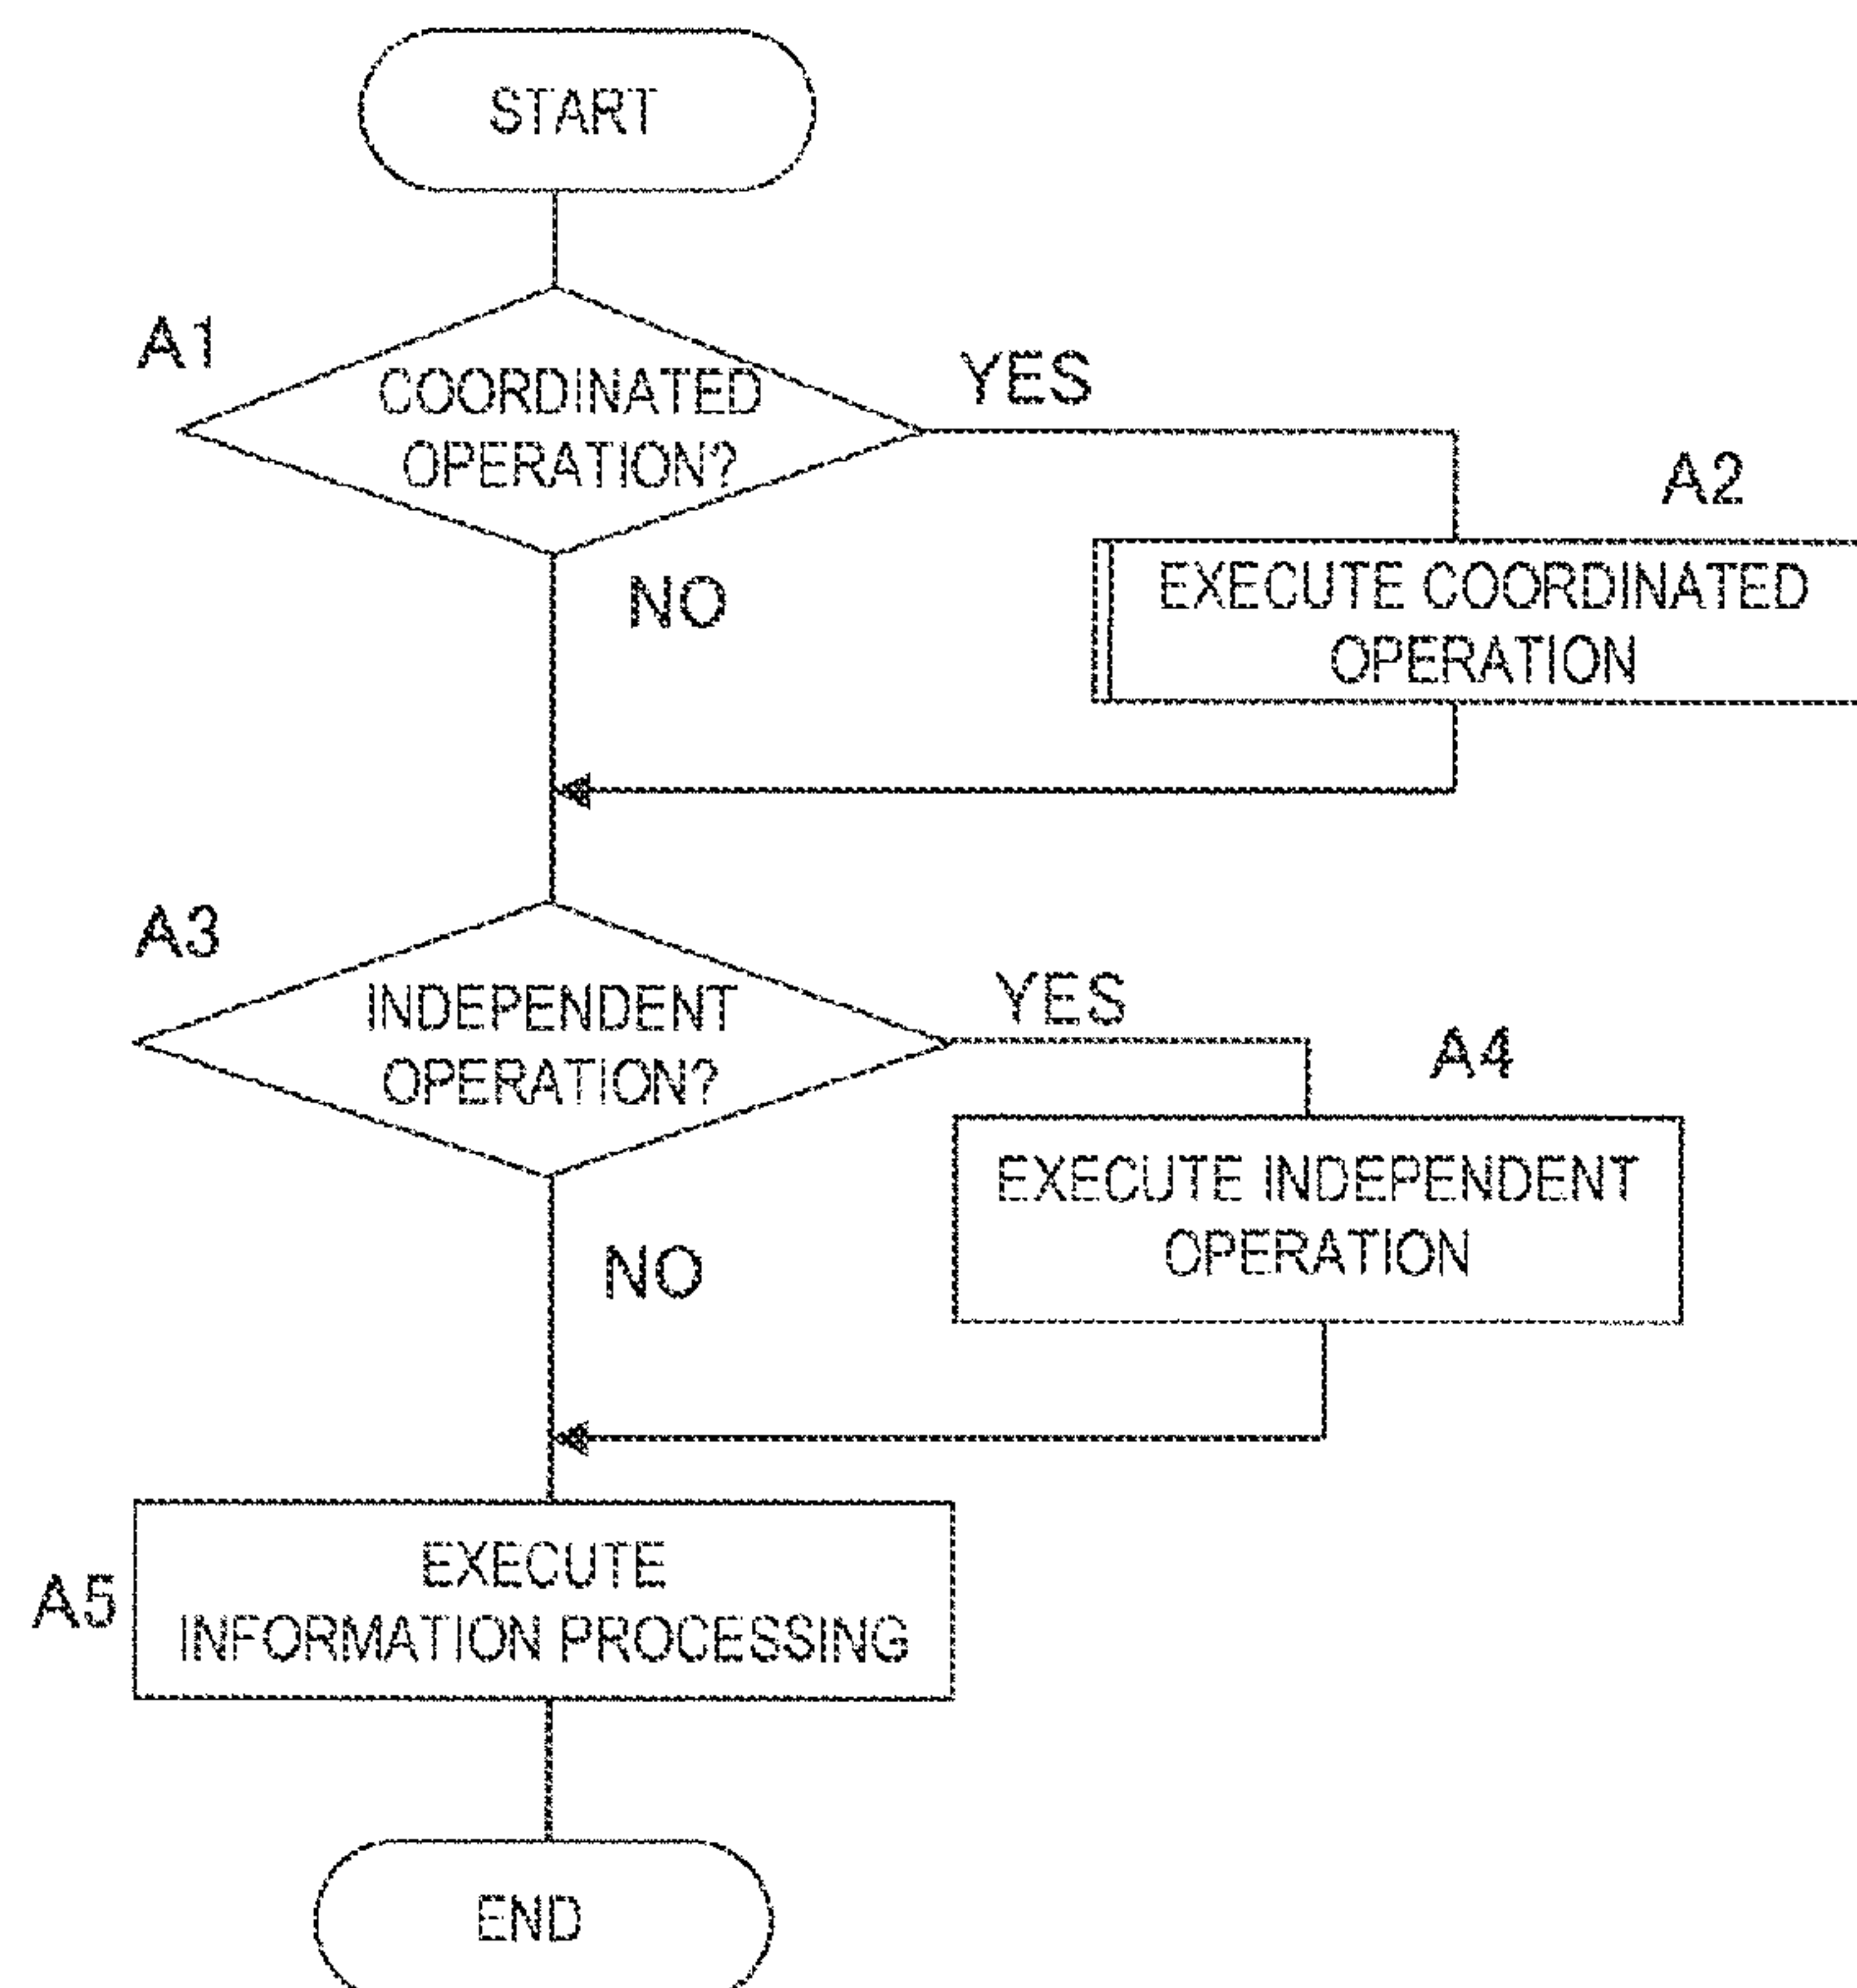 START
A1
COORDINATED
OPERATION?
YES
NO
A2
EXECUTE COORDINATED
OPERATION
A3
INDEPENDENT
OPERATION?
YES
NO
A4
EXECUTE INDEPENDENT
OPERATION
A5
EXECUTE
INFORMATION PROCESSING
END